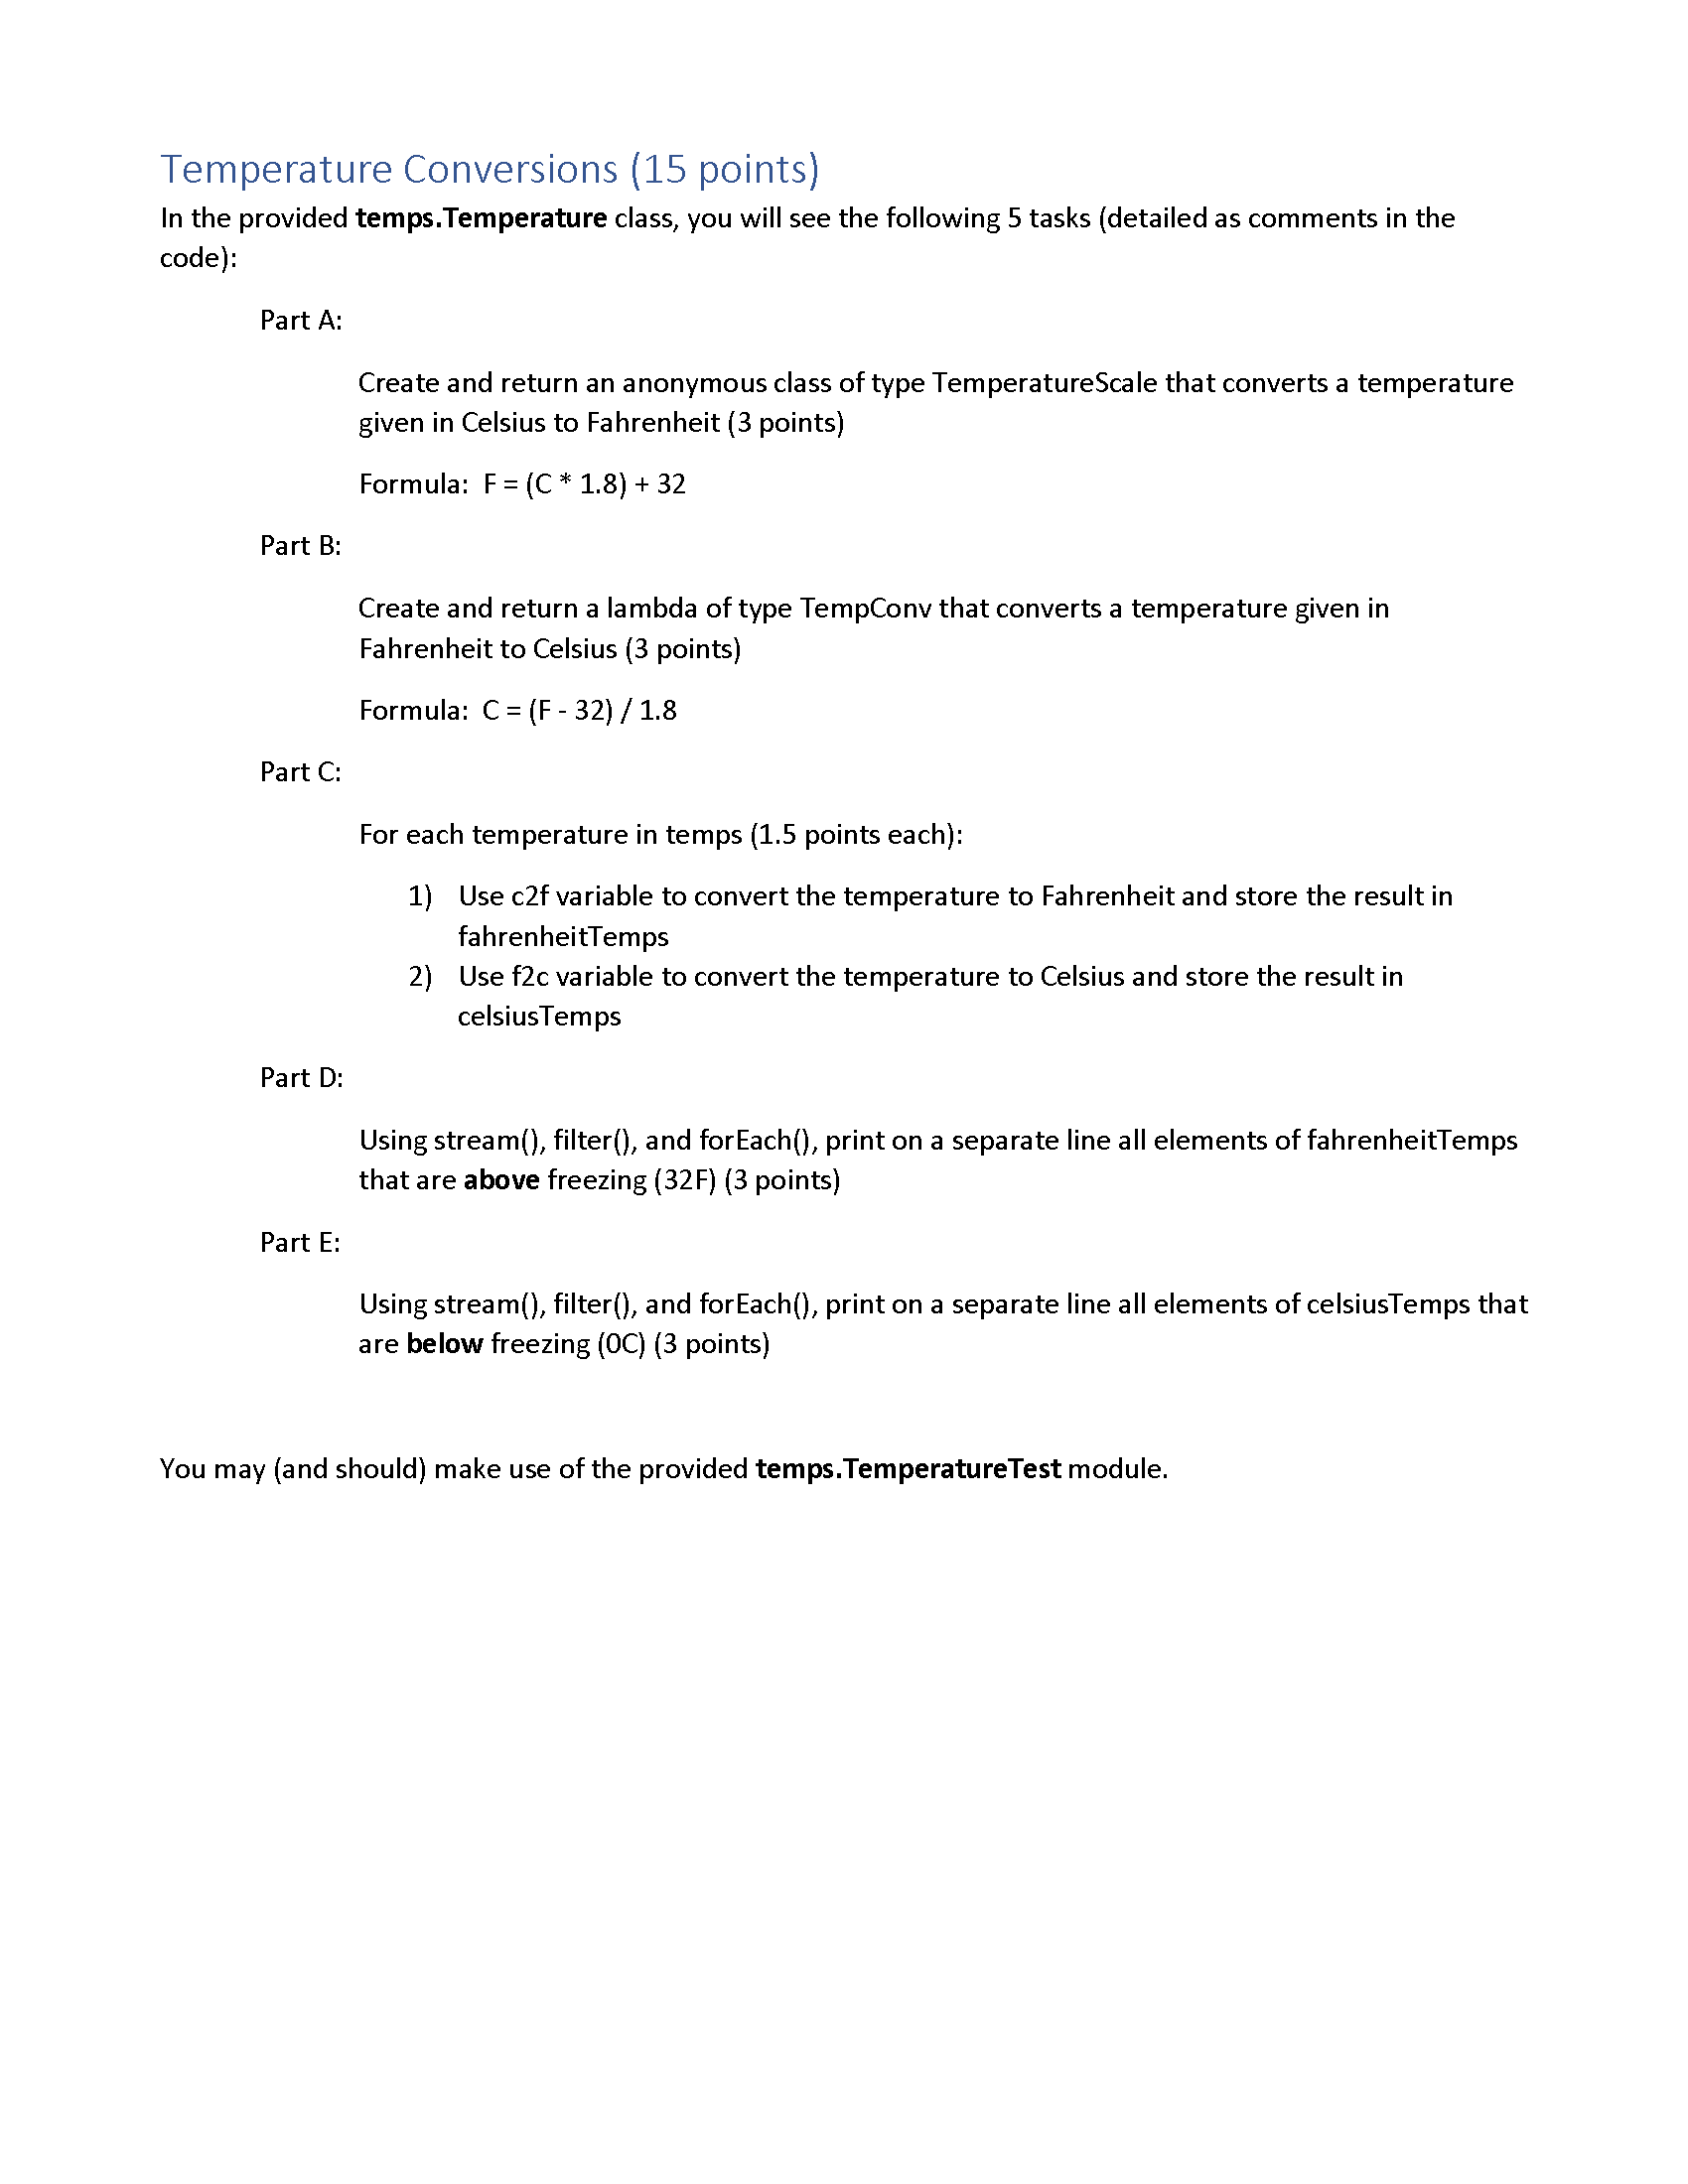 Temperature Conversions (15 points)
In the provided temps.Temperature class, you will see the following 5 tasks (detailed as comments in the
code):
Part A:
Create and return an anonymous class of type TemperatureScale that converts a temperature
given in Celsius to Fahrenheit (3 points)
Formula:  F = (C * 1.8) + 32
Part B:
Create and return a lambda of type TempConv that converts a temperature given in
Fahrenheit to Celsius (3 points)
Formula:  C = (F - 32) / 1.8
Part C:
For each temperature in temps (1.5 points each):
1) Use c2f variable to convert the temperature to Fahrenheit and store the result in
fahrenheitTemps
2) Use f2c variable to convert the temperature to Celsius and store the result in
celsiusTemps
Part D:
Using stream(), filter(), and forEach(), print on a separate line all elements of fahrenheitTemps
that are above freezing (32F) (3 points)
Part E:
Using stream(), filter(), and forEach(), print on a separate line all elements of celsiusTemps that
are below freezing (0C) (3 points)
You may (and should) make use of the provided temps.TemperatureTest module.